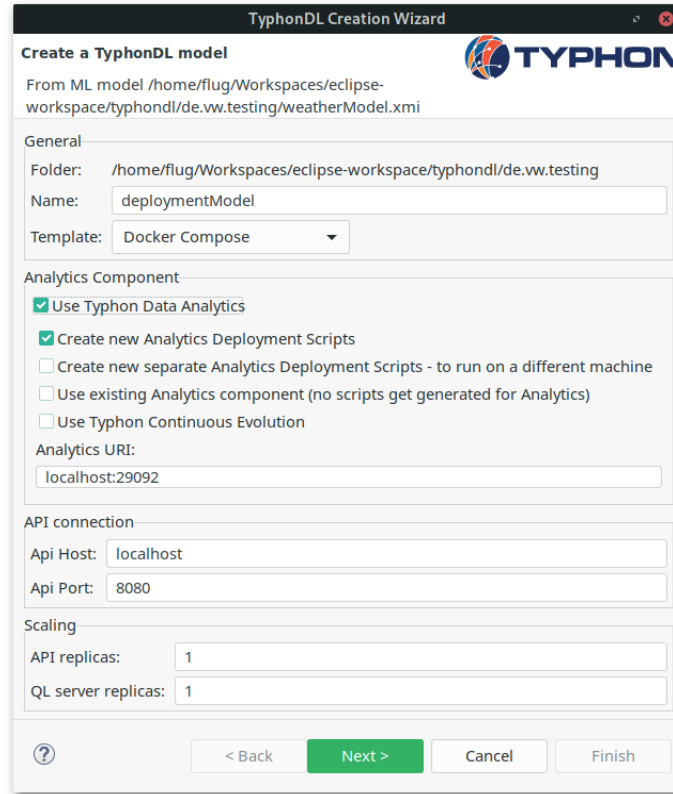 TyphonDL Creation Wizard
Create a TyphonDL model
TYPHON
From ML model /home/flug/Workspaces/eclipse-
workspace/typhondl/de.vw.testing/weatherModel.xmi
General
Folder: /home/flug/Workspaces/eclipse-workspace/typhondl/de.vw.testing
Name: deploymentModel
Template: Docker Compose
Analytics Component
Use Typhon Data Analytics
Create new Analytics Deployment Scripts
Create new separate Analytics Deployment Scripts - to run on a different machine
Use existing Analytics component (no scripts get generated for Analytics)
Use Typhon Continuous Evolution
Analytics URI:
localhost:29092
API connection
Api Host: localhost
Api Port: 8080
Scaling
API replicas: 1
QL server replicas: 1
? < Back Next > Cancel Finish